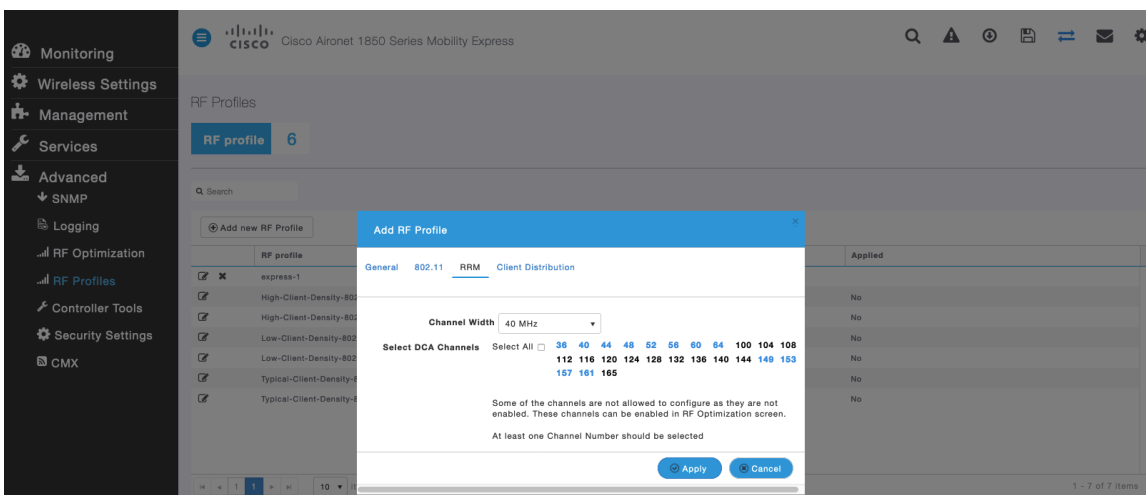 CISCO Cisco Aironet 1850 Series Mobility Express
Monitoring
Wireless Settings
Management
Services
Advanced
SNMP
Logging
RF Optimization
RF Profiles
Controller Tools
Security Settings
CMX
RF Profiles
RF profile 6
Search
Add new RF Profile
RF profile Applied
express-1
High-Client-Density-802 No
High-Client-Density-802 No
Low-Client-Density-802 No
Low-Client-Density-802 No
Typical-Client-Density-8 No
Typical-Client-Density-8 No
1 1 10
1 - 7 of 7 items
Add RF Profile
General 802.11 RRM Client Distribution
Channel Width 40 MHz
Select DCA Channels Select All 36 40 44 48 52 56 60 64 100 104 108
112 116 120 124 128 132 136 140 144 149 153
157 161 165
Some of the channels are not allowed to configure as they are not
enabled. These channels can be enabled in RF Optimization screen.
At least one Channel Number should be selected
Apply Cancel